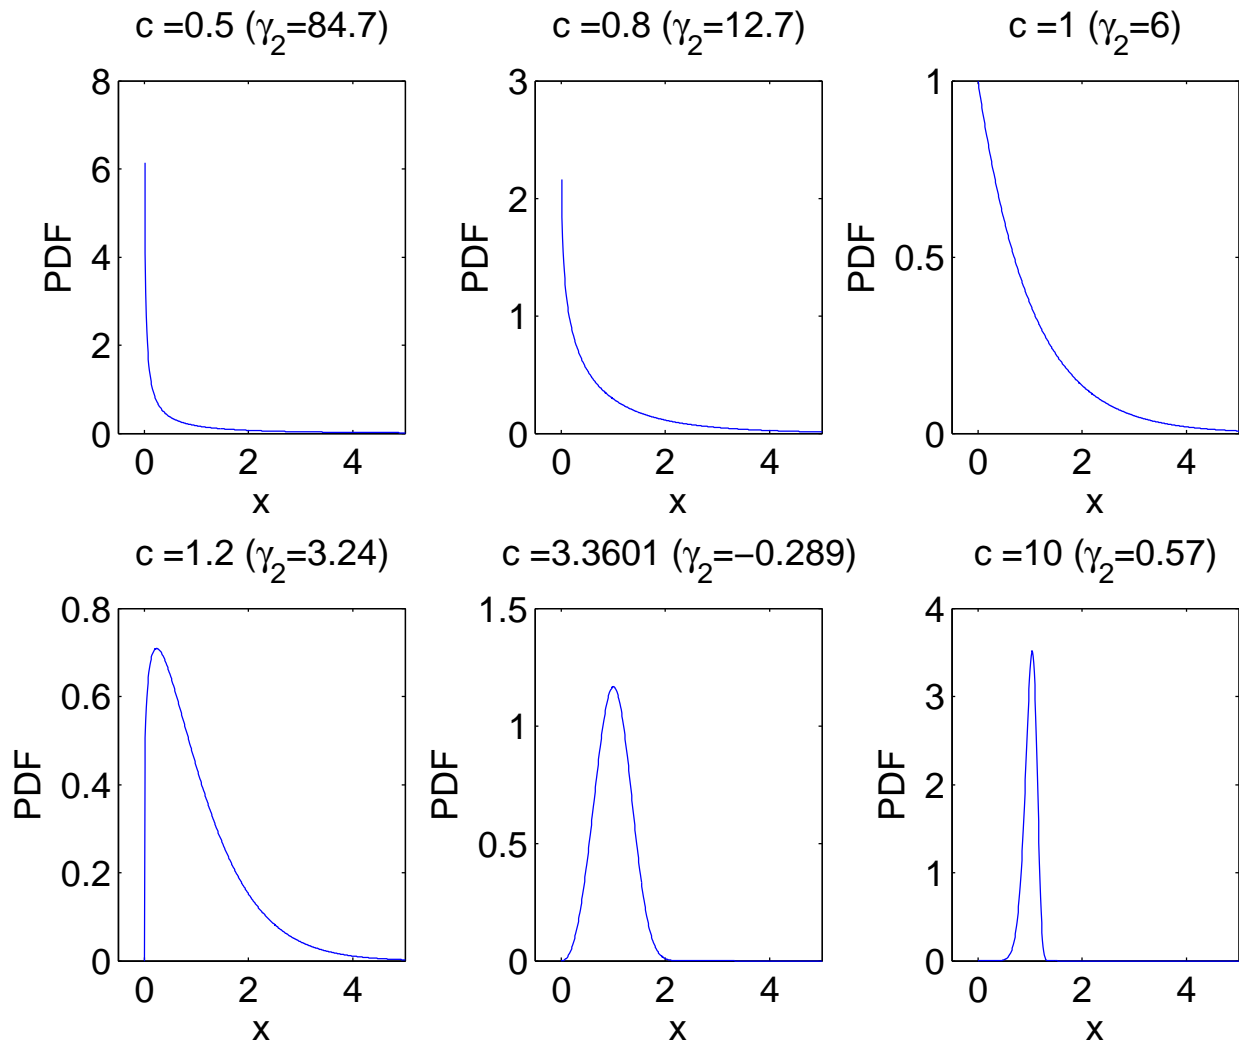 c =0.5 (γ2=84.7)
8
6
4
2
0
PDF
0 2 4
x
c =0.8 (γ2=12.7)
3
2
1
0
PDF
0 2 4
x
c =1 (γ2=6)
1
0.5
0
PDF
0 2 4
x
c =1.2 (γ2=3.24)
0.8
0.6
0.4
0.2
0
PDF
0 2 4
x
c =3.3601 (γ2=−0.289)
1.5
1
0.5
0
PDF
0 2 4
x
c =10 (γ2=0.57)
4
3
2
1
0
PDF
0 2 4
x